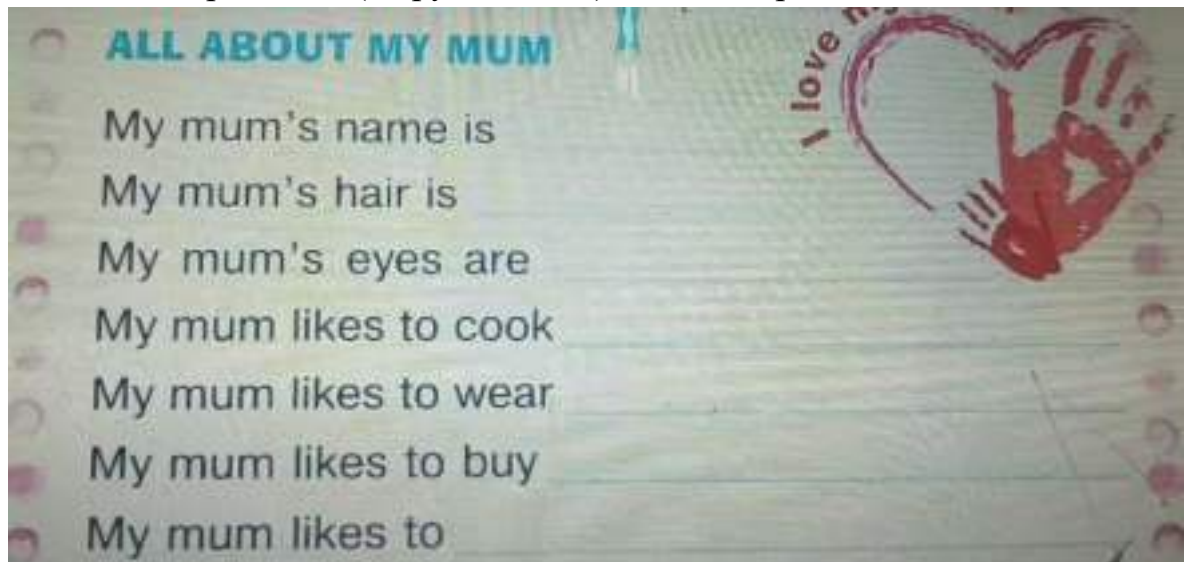 ALL ABOUT MY MUM
I love my
My mum's name is
My mum's hair is
My mum's eyes are
My mum likes to cook
My mum likes to wear
My mum likes to buy
My mum likes to